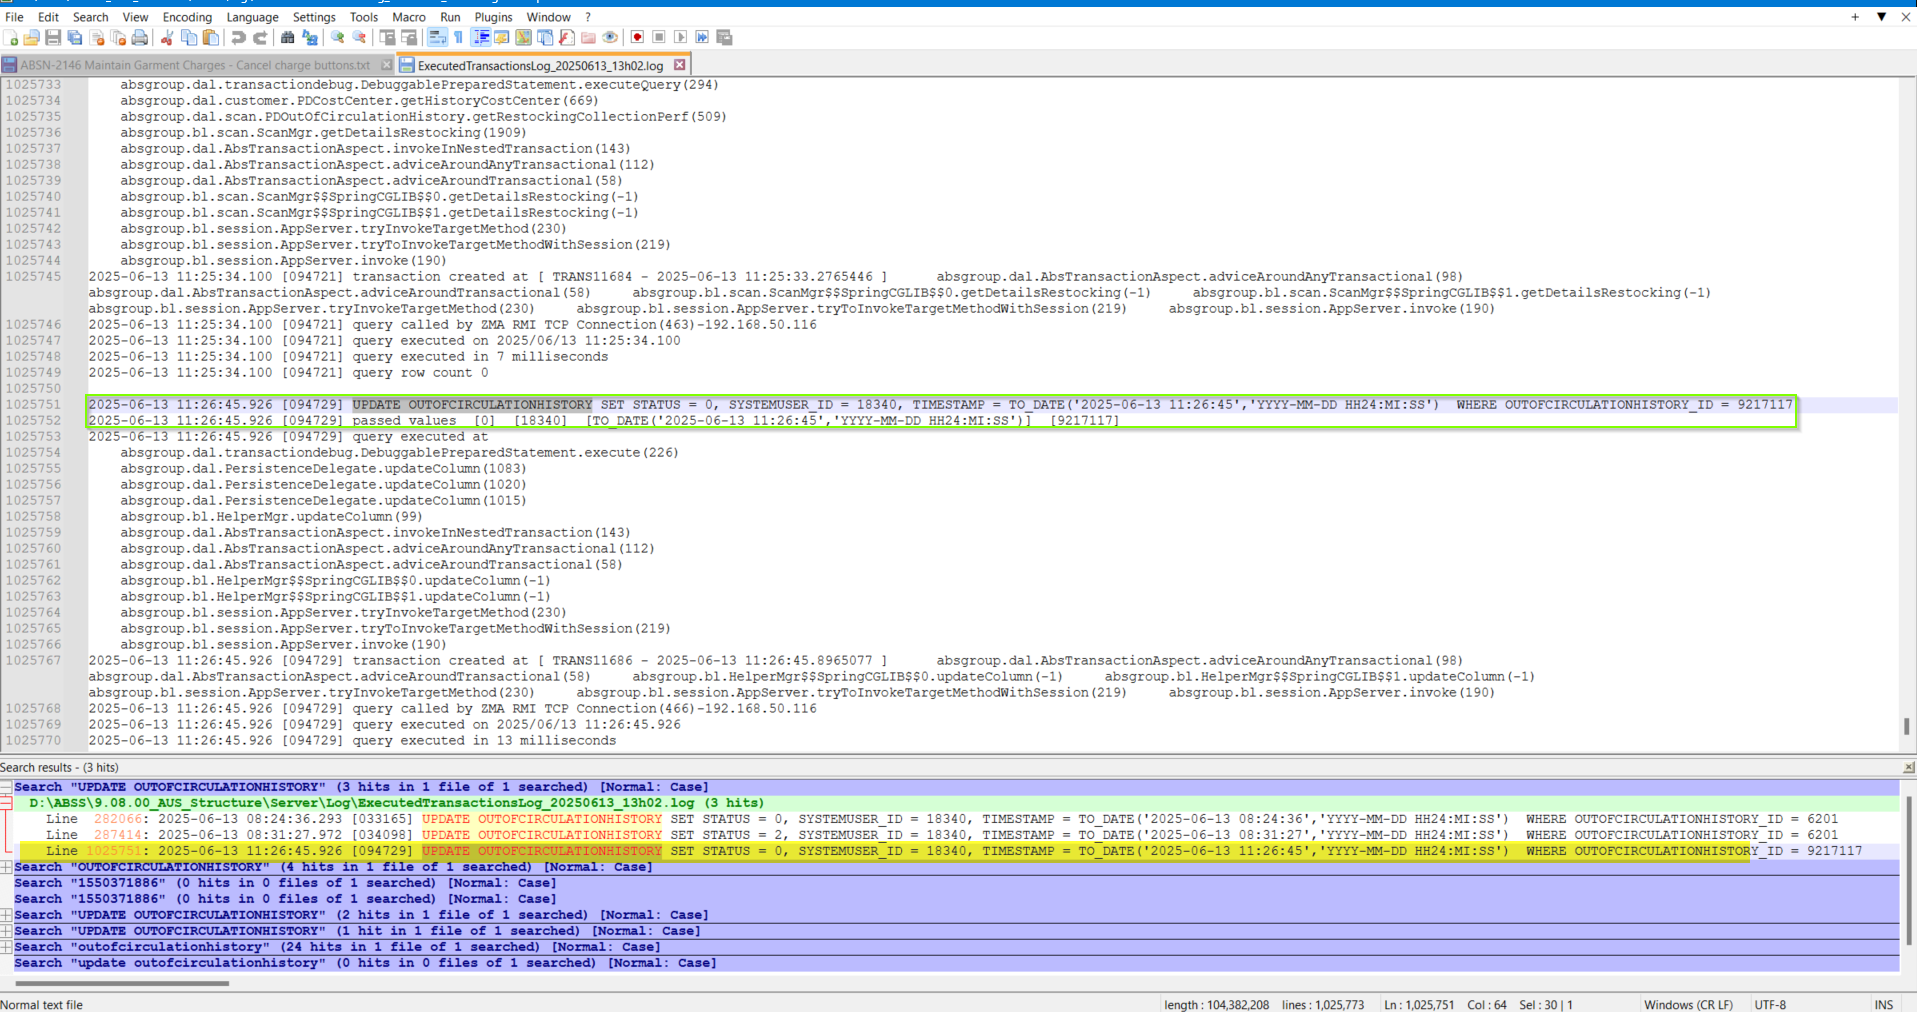 File Edit Search View Encoding Language Settings Tools Macro Run Plugins Window ? + ▼ X
ABSN-2146 Maintain Garment Charges - Cancel charge buttons.txt ExecutedTransactionsLog_20250613_13h02.log
1025733 absgroup.dal.transactiondebug.DebuggablePreparedStatement.executeQuery(294)
1025734 absgroup.dal.customer.PDCostCenter.getHistoryCostCenter(669)
1025735 absgroup.dal.scan.PDOutOfCirculationHistory.getRestockingCollectionPerf(509)
1025736 absgroup.bl.scan.ScanMgr.getDetailsRestocking(1909)
1025737 absgroup.dal.AbsTransactionAspect.invokeInNestedTransaction(143)
1025738 absgroup.dal.AbsTransactionAspect.adviceAroundAnyTransactional(112)
1025739 absgroup.dal.AbsTransactionAspect.adviceAroundTransactional(58)
1025740 absgroup.bl.scan.ScanMgr$$SpringCGLIB$$0.getDetailsRestocking(-1)
1025741 absgroup.bl.scan.ScanMgr$$SpringCGLIB$$1.getDetailsRestocking(-1)
1025742 absgroup.bl.session.AppServer.tryInvokeTargetMethod(230)
1025743 absgroup.bl.session.AppServer.tryToInvokeTargetMethodWithSession(219)
1025744 absgroup.bl.session.AppServer.invoke(190)
1025745 2025-06-13 11:25:34.100 [094721] transaction created at [ TRANS11684 - 2025-06-13 11:25:33.2765446 ] absgroup.dal.AbsTransactionAspect.adviceAroundAnyTransactional(98)
absgroup.dal.AbsTransactionAspect.adviceAroundTransactional(58) absgroup.bl.scan.ScanMgr$$SpringCGLIB$$0.getDetailsRestocking(-1) absgroup.bl.scan.ScanMgr$$SpringCGLIB$$1.getDetailsRestocking(-1)
absgroup.bl.session.AppServer.tryInvokeTargetMethod(230) absgroup.bl.session.AppServer.tryToInvokeTargetMethodWithSession(219) absgroup.bl.session.AppServer.invoke(190)
1025746 2025-06-13 11:25:34.100 [094721] query called by ZMA RMI TCP Connection(463)-192.168.50.116
1025747 2025-06-13 11:25:34.100 [094721] query executed on 2025/06/13 11:25:34.100
1025748 2025-06-13 11:25:34.100 [094721] query executed in 7 milliseconds
1025749 2025-06-13 11:25:34.100 [094721] query row count 0
1025750
1025751 2025-06-13 11:26:45.926 [094729] UPDATE OUTOFCIRCULATIONHISTORY SET STATUS = 0, SYSTEMUSER_ID = 18340, TIMESTAMP = TO_DATE('2025-06-13 11:26:45','YYYY-MM-DD HH24:MI:SS') WHERE OUTOFCIRCULATIONHISTORY_ID = 9217117
1025752 2025-06-13 11:26:45.926 [094729] passed values [0] [18340] [TO_DATE('2025-06-13 11:26:45','YYYY-MM-DD HH24:MI:SS')] [9217117]
1025753 2025-06-13 11:26:45.926 [094729] query executed at
1025754 absgroup.dal.transactiondebug.DebuggablePreparedStatement.execute(226)
1025755 absgroup.dal.PersistenceDelegate.updateColumn(1083)
1025756 absgroup.dal.PersistenceDelegate.updateColumn(1020)
1025757 absgroup.dal.PersistenceDelegate.updateColumn(1015)
1025758 absgroup.bl.HelperMgr.updateColumn(99)
1025759 absgroup.dal.AbsTransactionAspect.invokeInNestedTransaction(143)
1025760 absgroup.dal.AbsTransactionAspect.adviceAroundAnyTransactional(112)
1025761 absgroup.dal.AbsTransactionAspect.adviceAroundTransactional(58)
1025762 absgroup.bl.HelperMgr$$SpringCGLIB$$0.updateColumn(-1)
1025763 absgroup.bl.HelperMgr$$SpringCGLIB$$1.updateColumn(-1)
1025764 absgroup.bl.session.AppServer.tryInvokeTargetMethod(230)
1025765 absgroup.bl.session.AppServer.tryToInvokeTargetMethodWithSession(219)
1025766 absgroup.bl.session.AppServer.invoke(190)
1025767 2025-06-13 11:26:45.926 [094729] transaction created at [ TRANS11686 - 2025-06-13 11:26:45.8965077 ] absgroup.dal.AbsTransactionAspect.adviceAroundAnyTransactional(98)
absgroup.dal.AbsTransactionAspect.adviceAroundTransactional(58) absgroup.bl.HelperMgr$$SpringCGLIB$$0.updateColumn(-1) absgroup.bl.HelperMgr$$SpringCGLIB$$1.updateColumn(-1)
absgroup.bl.session.AppServer.tryInvokeTargetMethod(230) absgroup.bl.session.AppServer.tryToInvokeTargetMethodWithSession(219) absgroup.bl.session.AppServer.invoke(190)
1025768 2025-06-13 11:26:45.926 [094729] query called by ZMA RMI TCP Connection(466)-192.168.50.116
1025769 2025-06-13 11:26:45.926 [094729] query executed on 2025/06/13 11:26:45.926
1025770 2025-06-13 11:26:45.926 [094729] query executed in 13 milliseconds
Search results - (3 hits)
Search "UPDATE OUTOFCIRCULATIONHISTORY" (3 hits in 1 file of 1 searched) [Normal: Case]
D:\ABSS\9.08.00_AUS_Structure\Server\Log\ExecutedTransactionsLog_20250613_13h02.log (3 hits)
Line 282066: 2025-06-13 08:24:36.293 [033165] UPDATE OUTOFCIRCULATIONHISTORY SET STATUS = 0, SYSTEMUSER_ID = 18340, TIMESTAMP = TO_DATE('2025-06-13 08:24:36','YYYY-MM-DD HH24:MI:SS') WHERE OUTOFCIRCULATIONHISTORY_ID = 6201
Line 287414: 2025-06-13 08:31:27.972 [034098] UPDATE OUTOFCIRCULATIONHISTORY SET STATUS = 2, SYSTEMUSER_ID = 18340, TIMESTAMP = TO_DATE('2025-06-13 08:31:27','YYYY-MM-DD HH24:MI:SS') WHERE OUTOFCIRCULATIONHISTORY_ID = 6201
Line 1025751: 2025-06-13 11:26:45.926 [094729] UPDATE OUTOFCIRCULATIONHISTORY SET STATUS = 0, SYSTEMUSER_ID = 18340, TIMESTAMP = TO_DATE('2025-06-13 11:26:45','YYYY-MM-DD HH24:MI:SS') WHERE OUTOFCIRCULATIONHISTORY_ID = 9217117
Search "OUTOFCIRCULATIONHISTORY" (4 hits in 1 file of 1 searched) [Normal: Case]
Search "1550371886" (0 hits in 0 files of 1 searched) [Normal: Case]
Search "1550371886" (0 hits in 0 files of 1 searched) [Normal: Case]
Search "UPDATE OUTOFCIRCULATIONHISTORY" (2 hits in 1 file of 1 searched) [Normal: Case]
Search "UPDATE OUTOFCIRCULATIONHISTORY" (1 hit in 1 file of 1 searched) [Normal: Case]
Search "outofcirculationhistory" (24 hits in 1 file of 1 searched) [Normal: Case]
Search "update outofcirculationhistory" (0 hits in 0 files of 1 searched) [Normal: Case]
Normal text file length : 104,382,208 lines : 1,025,773 Ln : 1,025,751 Col : 64 Sel : 30 | 1 Windows (CR LF) UTF-8 INS